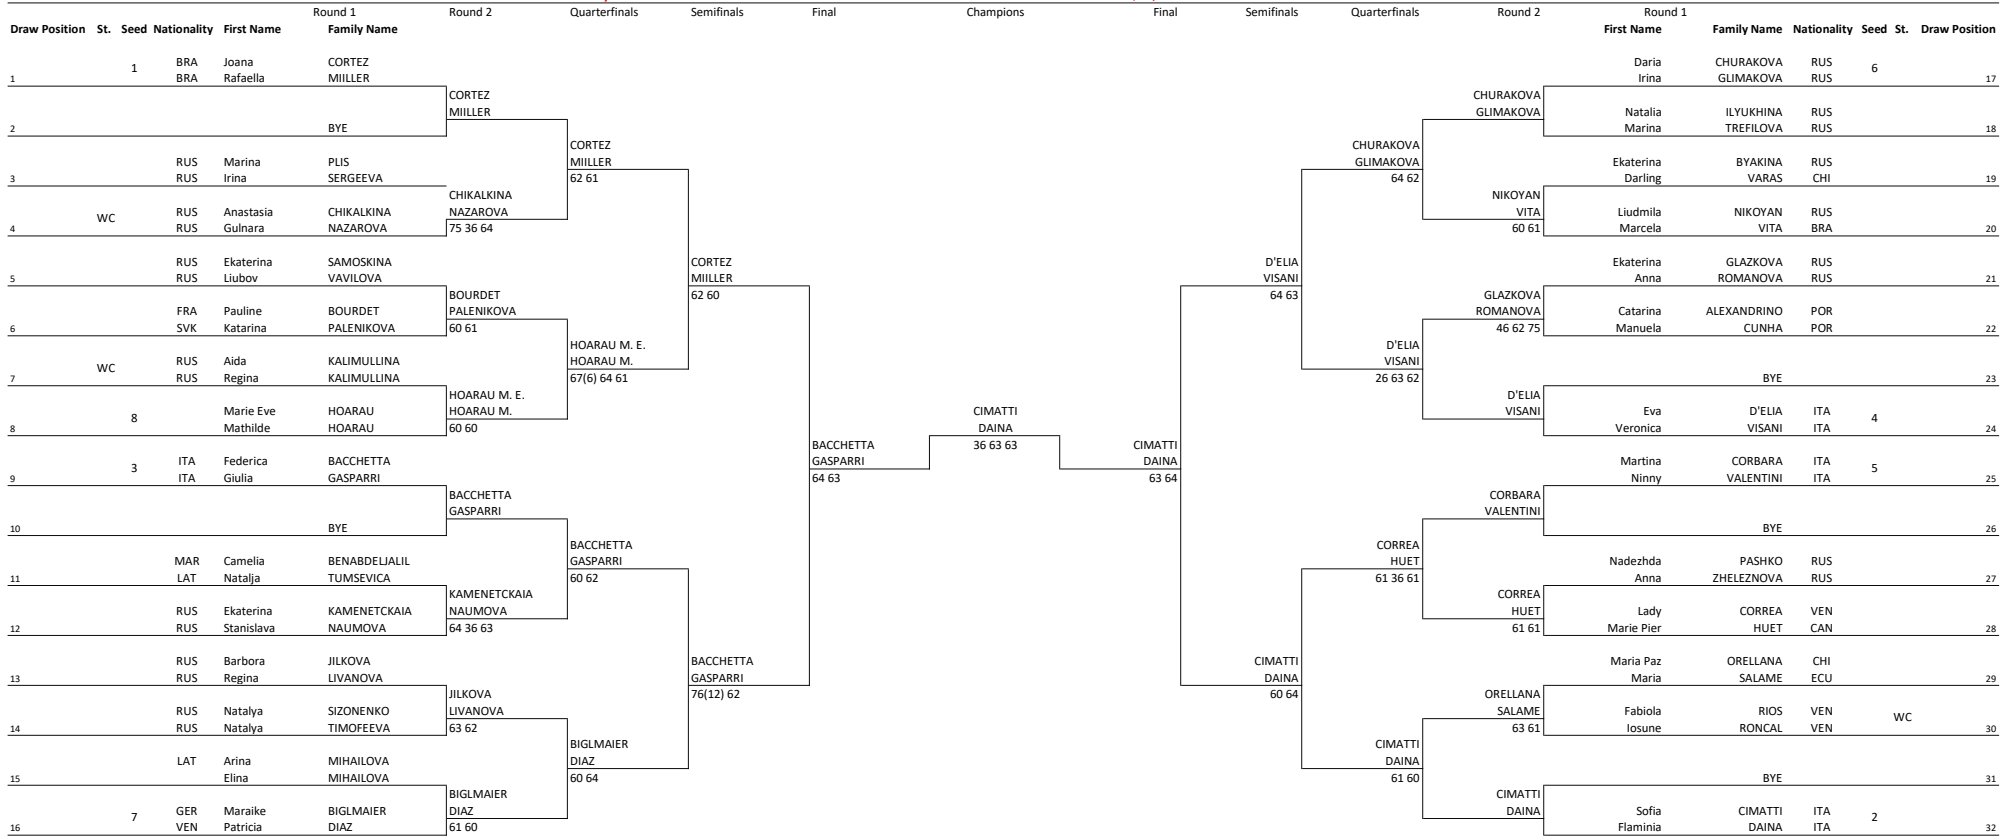 Round 1 Round 2 Quarterfinals Semifinals Final Champions Final Semifinals Quarterfinals Round 2 Round 1
Draw Position St. Seed Nationality First Name Family Name First Name Family Name Nationality Seed St. Draw Position
1 BRA Joana CORTEZ Daria CHURAKOVA RUS 6
1 BRA Rafaella MIILLER Irina GLIMAKOVA RUS 17
CORTEZ CHURAKOVA
MIILLER GLIMAKOVA Natalia ILYUKHINA RUS
2 BYE Marina TREFILOVA RUS 18
CORTEZ CHURAKOVA
RUS Marina PLIS MIILLER GLIMAKOVA Ekaterina BYAKINA RUS
3 RUS Irina SERGEEVA 62 61 64 62 Darling VARAS CHI 19
CHIKALKINA NIKOYAN
WC RUS Anastasia CHIKALKINA NAZAROVA VITA Liudmila NIKOYAN RUS
4 RUS Gulnara NAZAROVA 75 36 64 60 61 Marcela VITA BRA 20
RUS Ekaterina SAMOSKINA CORTEZ D'ELIA Ekaterina GLAZKOVA RUS
5 RUS Liubov VAVILOVA MIILLER VISANI Anna ROMANOVA RUS 21
BOURDET 62 60 64 63 GLAZKOVA
FRA Pauline BOURDET PALENIKOVA ROMANOVA Catarina ALEXANDRINO POR
6 SVK Katarina PALENIKOVA 60 61 46 62 75 Manuela CUNHA POR 22
HOARAU M. E. D'ELIA
WC RUS Aida KALIMULLINA HOARAU M. VISANI
7 RUS Regina KALIMULLINA 67(6) 64 61 26 63 62 BYE 23
HOARAU M. E. D'ELIA
8 Marie Eve HOARAU HOARAU M. CIMATTI VISANI Eva D'ELIA ITA 4
8 Mathilde HOARAU 60 60 DAINA Veronica VISANI ITA 24
BACCHETTA 36 63 63 CIMATTI
3 ITA Federica BACCHETTA GASPARRI DAINA Martina CORBARA ITA 5
9 ITA Giulia GASPARRI 64 63 63 64 Ninny VALENTINI ITA 25
BACCHETTA CORBARA
GASPARRI VALENTINI
10 BYE BYE 26
BACCHETTA CORREA
MAR Camelia BENABDELJALIL GASPARRI HUET Nadezhda PASHKO RUS
11 LAT Natalja TUMSEVICA 60 62 61 36 61 Anna ZHELEZNOVA RUS 27
KAMENETCKAIA CORREA
RUS Ekaterina KAMENETCKAIA NAUMOVA HUET Lady CORREA VEN
12 RUS Stanislava NAUMOVA 64 36 63 61 61 Marie Pier HUET CAN 28
RUS Barbora JILKOVA BACCHETTA CIMATTI Maria Paz ORELLANA CHI
13 RUS Regina LIVANOVA GASPARRI DAINA Maria SALAME ECU 29
JILKOVA 76(12) 62 60 64 ORELLANA
RUS Natalya SIZONENKO LIVANOVA SALAME Fabiola RIOS VEN WC
14 RUS Natalya TIMOFEEVA 63 62 63 61 Iosune RONCAL VEN 30
BIGLMAIER CIMATTI
LAT Arina MIHAILOVA DIAZ DAINA
15 Elina MIHAILOVA 60 64 61 60 BYE 31
BIGLMAIER CIMATTI
7 GER Maraike BIGLMAIER DIAZ DAINA Sofia CIMATTI ITA 2
16 VEN Patricia DIAZ 61 60 Flaminia DAINA ITA 32